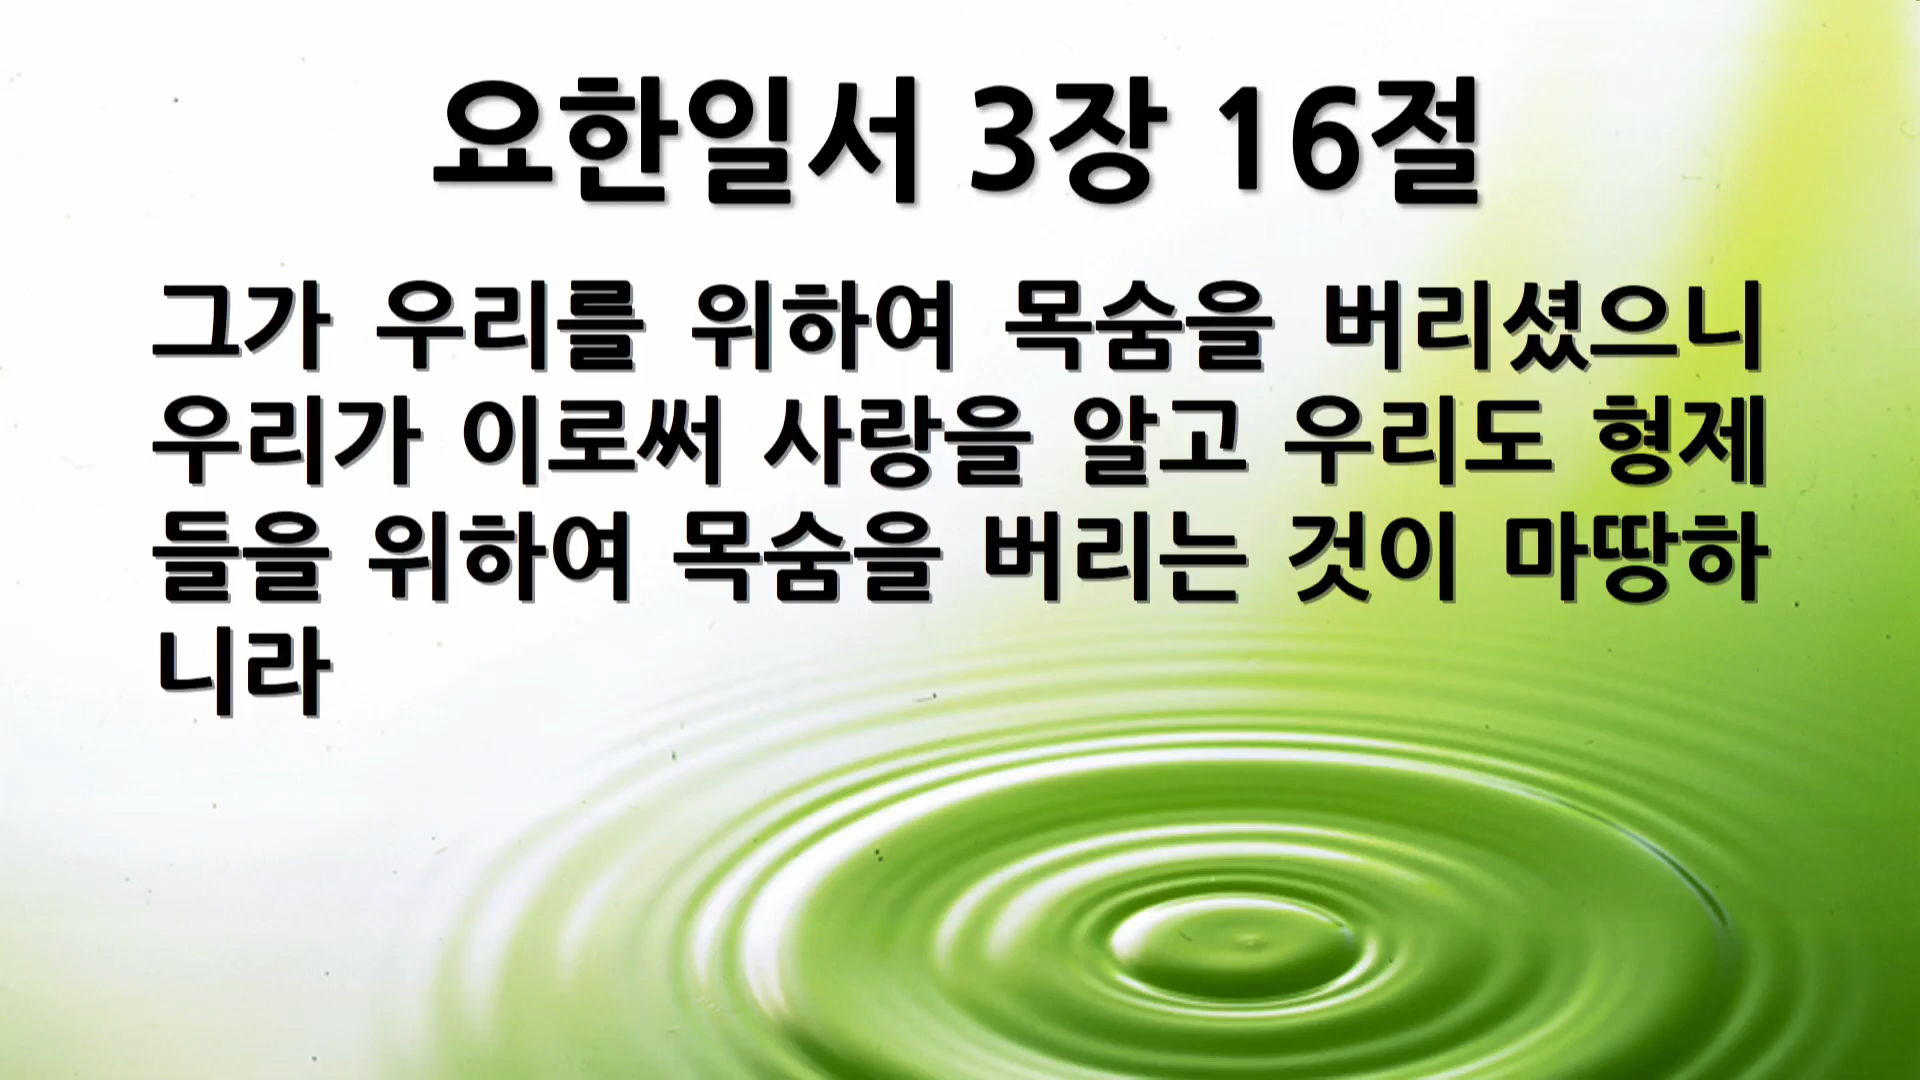 요한일서 3장 16절
그가 우리를 위하여 목숨을 버리셨으니
우리가 이로써 사랑을 알고 우리도 형제
들을 위하여 목숨을 버리는 것이 마땅하
니라